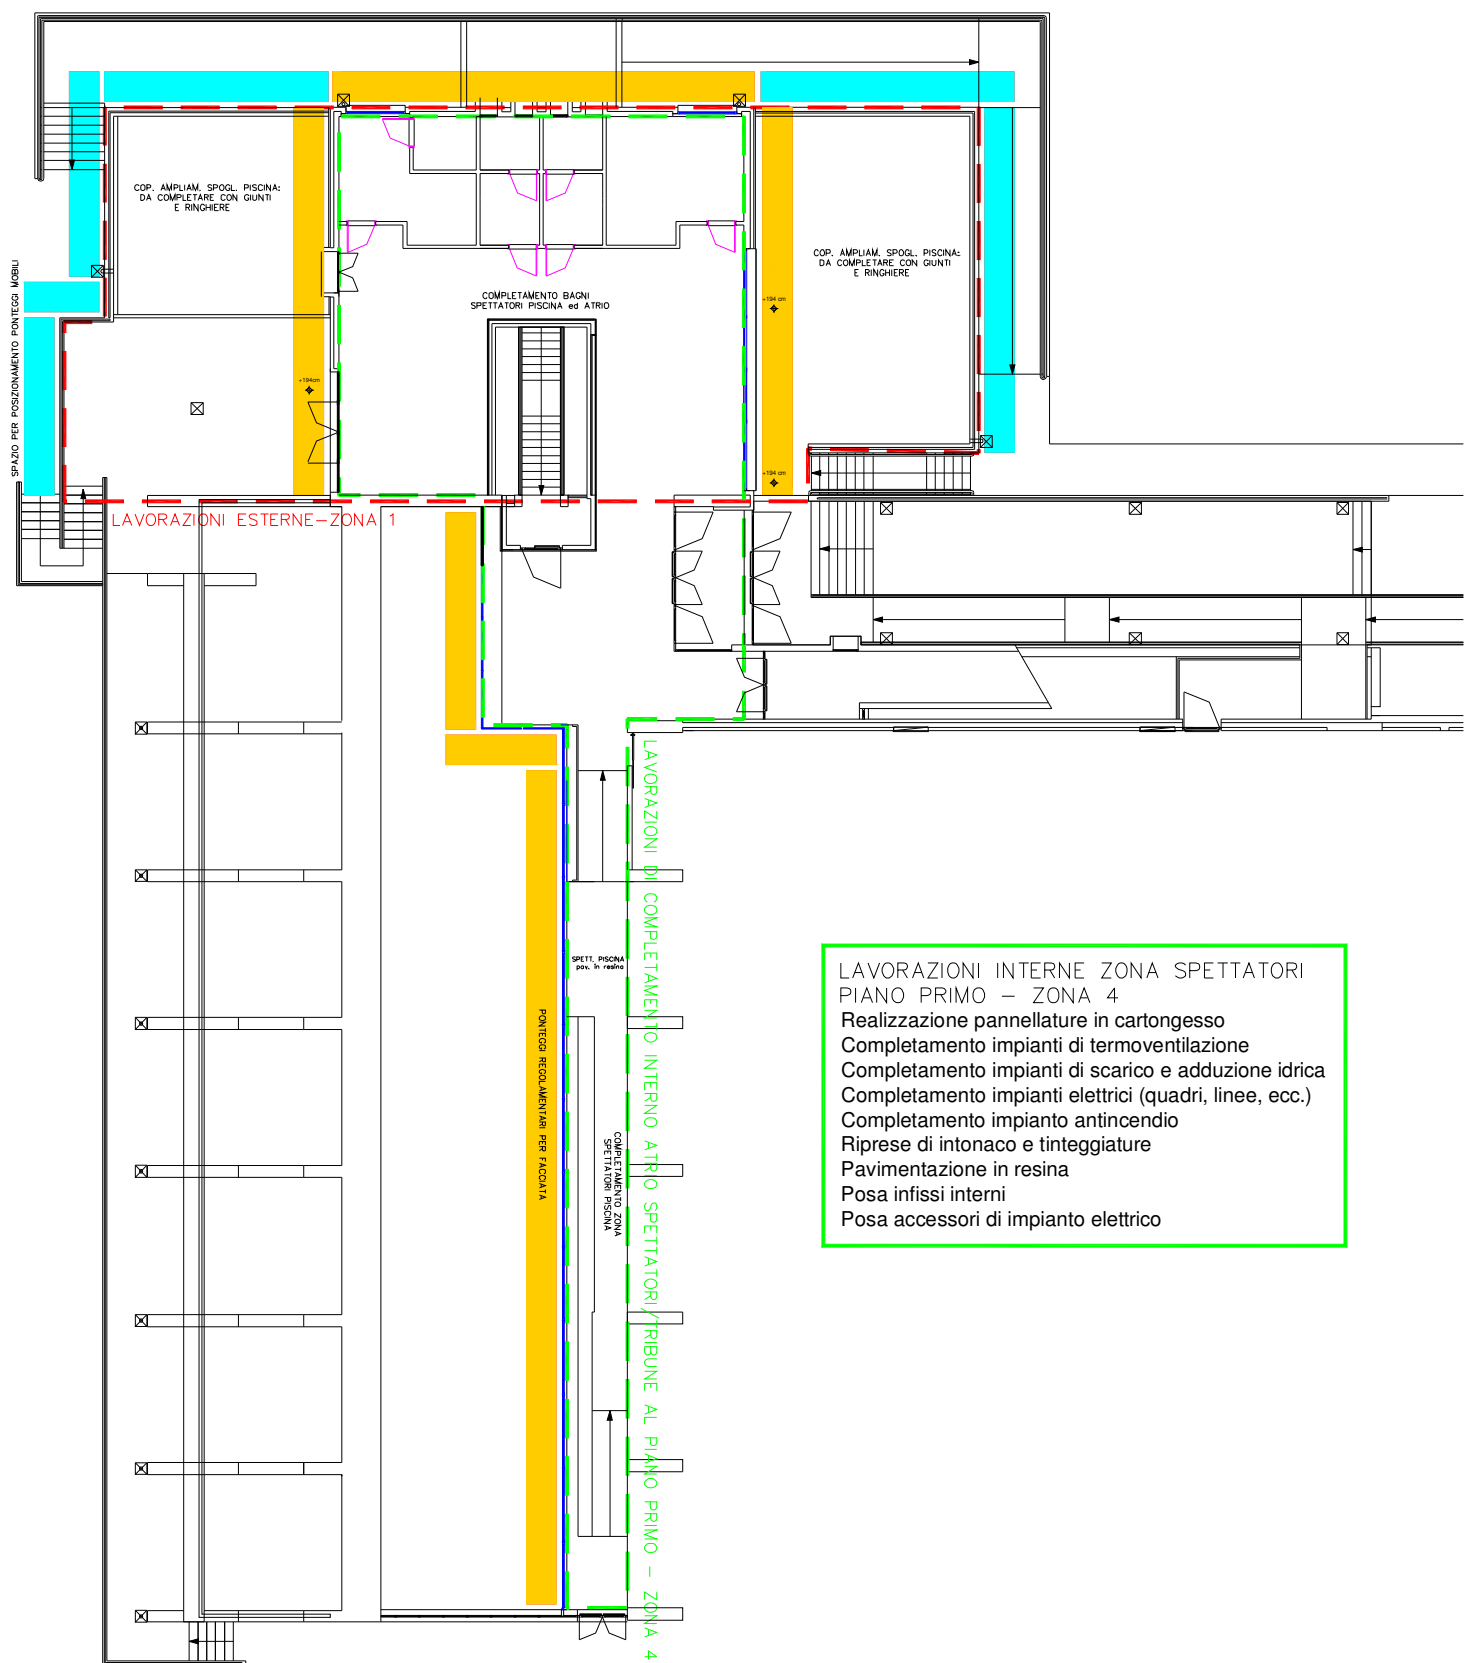 COP. AMPLIAM. SPOGL. PISCINA:
DA COMPLETARE CON GIUNTI
E RINGHIERE
COP. AMPLIAM. SPOGL. PISCINA:
DA COMPLETARE CON GIUNTI
E RINGHIERE
SPAZIO PER POSIZIONAMENTO PONTEGGI MOBILI
COMPLETAMENTO BAGNI
SPETTATORI PISCINA ed ATRIO
+194 cm
+194cm
+194 cm
LAVORAZIONI ESTERNE-ZONA 1
LAVORAZIONI DI COMPLETAMENTO INTERNO ATRIO SPETTATORI/TRIBUNE AL PIANO PRIMO - ZONA 4
SPETT. PISCINA
pav. in resina
PONTEGGI REGOLAMENTARI PER FACCIATA
COMPLETAMENTO ZONA
SPETTATORI PISCINA
LAVORAZIONI INTERNE ZONA SPETTATORI
PIANO PRIMO - ZONA 4
Realizzazione pannellature in cartongesso
Completamento impianti di termoventilazione
Completamento impianti di scarico e adduzione idrica
Completamento impianti elettrici (quadri, linee, ecc.)
Completamento impianto antincendio
Riprese di intonaco e tinteggiature
Pavimentazione in resina
Posa infissi interni
Posa accessori di impianto elettrico